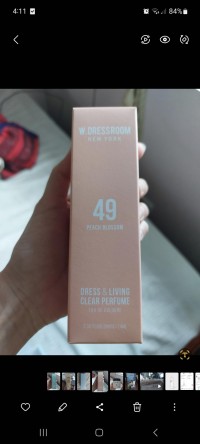 4:11
84%
W.DRESSROOM
NEW YORK
49
PEACH BLOSSOM
DRESS & LIVING
CLEAR PERFUME